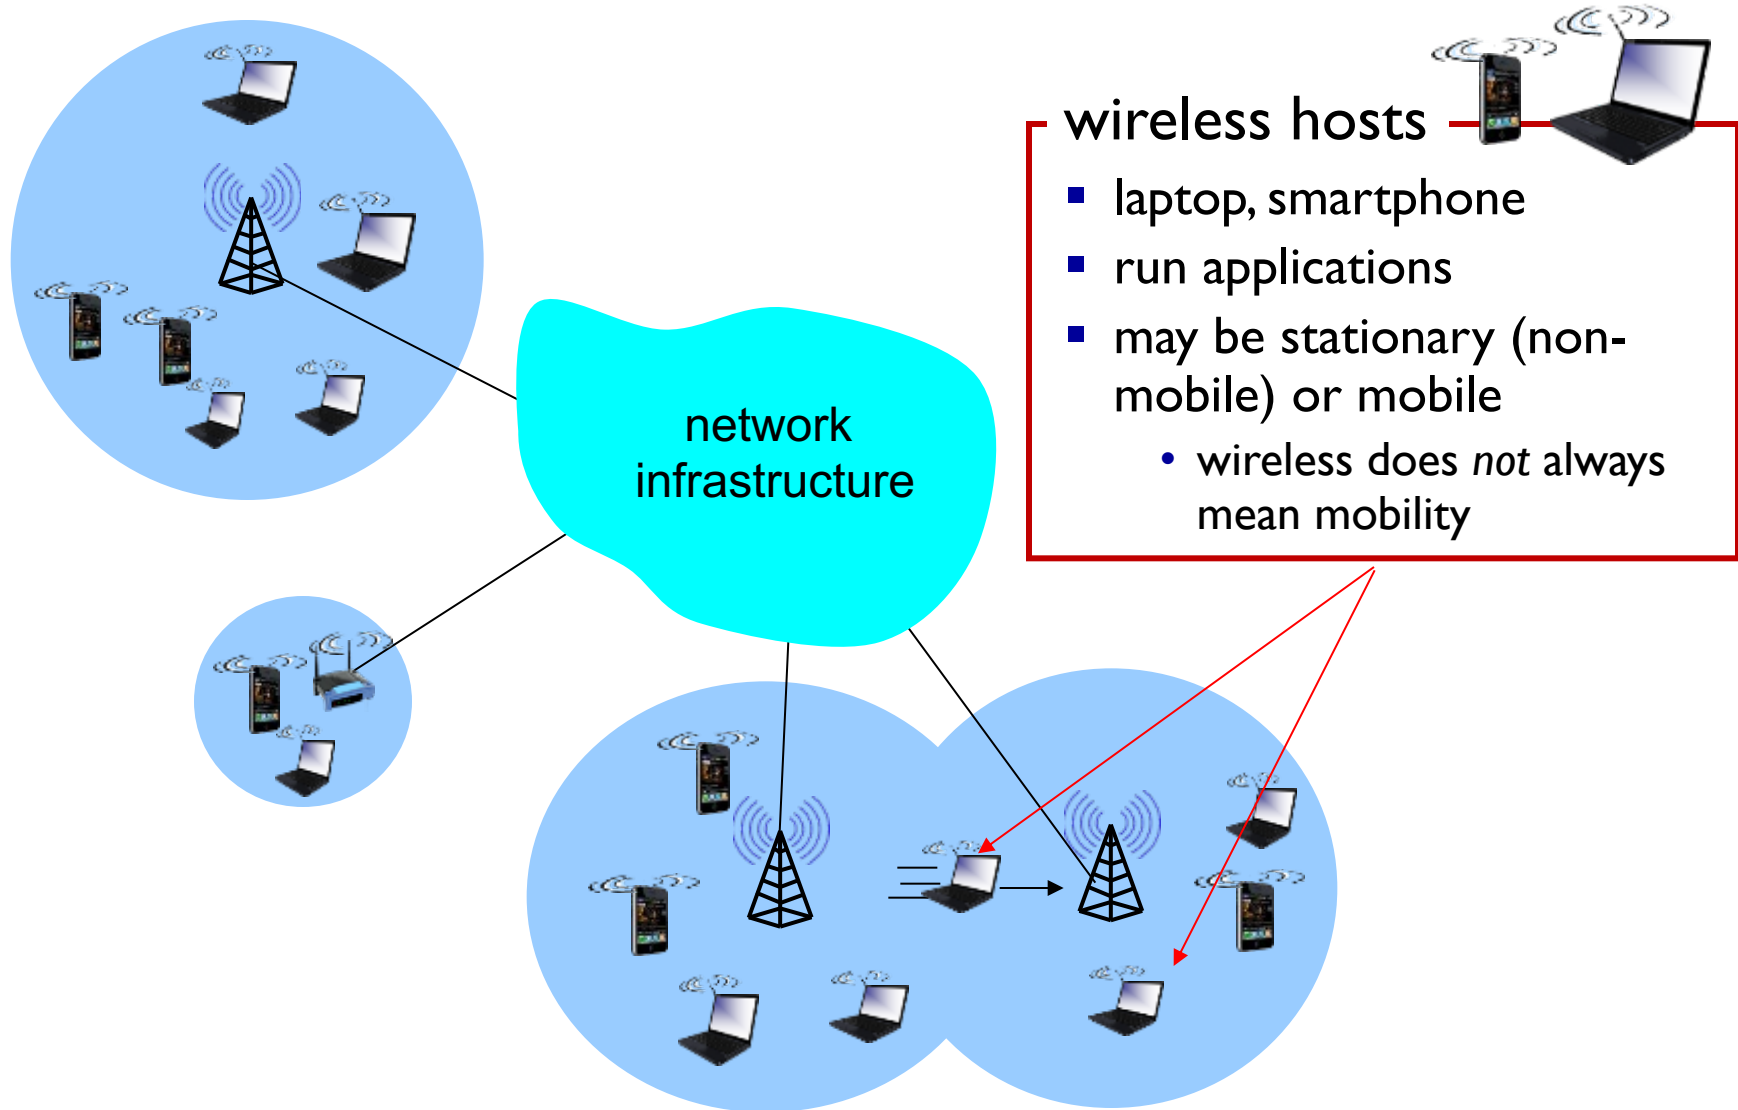 wireless hosts
laptop, smartphone
run applications
may be stationary (non-
mobile) or mobile
wireless does not always
mean mobility
network
infrastructure